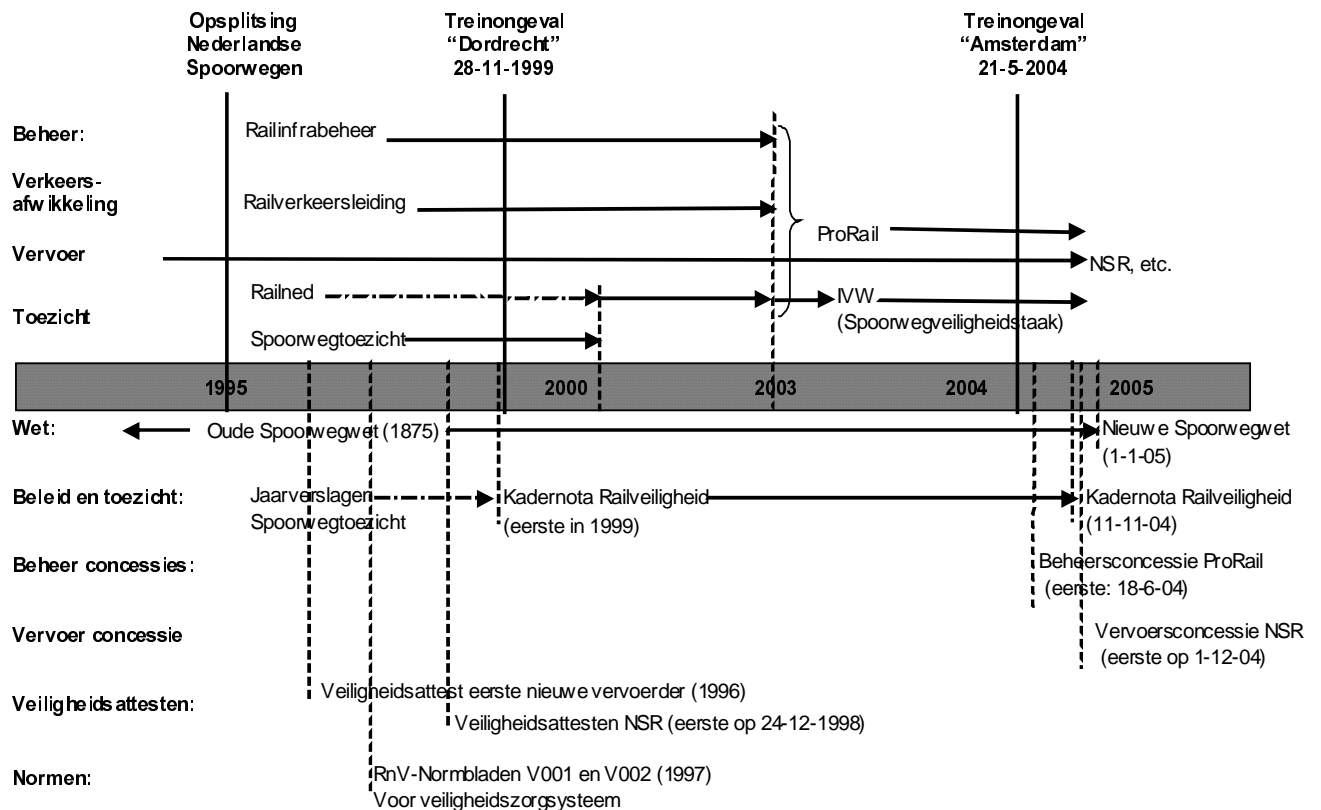 Opsplitsing
Nederlandse
Spoorwegen
Treinongeval
“Dordrecht”
28-11-1999
Treinongeval
“Amsterdam”
21-5-2004
Beheer:
Railinfrabeheer
Verkeers-
afwikkeling
Railverkeersleiding
ProRail
Vervoer
NSR, etc.
Toezicht
Railned
IVW
(Spoorwegveiligheidstaak)
Spoorwegtoezicht
1995 2000 2003 2004 2005
Wet:
Oude Spoorwegwet (1875)
Nieuwe Spoorwegwet
(1-1-05)
Beleid en toezicht:
Jaarverslagen
Spoorwegtoezicht
Kadernota Railveiligheid
(eerste in 1999)
Kadernota Railveiligheid
(11-11-04)
Beheer concessies:
Beheersconcessie ProRail
(eerste: 18-6-04)
Vervoer concessie
Vervoersconcessie NSR
(eerste op 1-12-04)
Veiligheidsattesten:
Veiligheidsattest eerste nieuwe vervoerder (1996)
Veiligheidsattesten NSR (eerste op 24-12-1998)
Normen:
RnV-Normbladen V001 en V002 (1997)
Voor veiligheidszorgsysteem